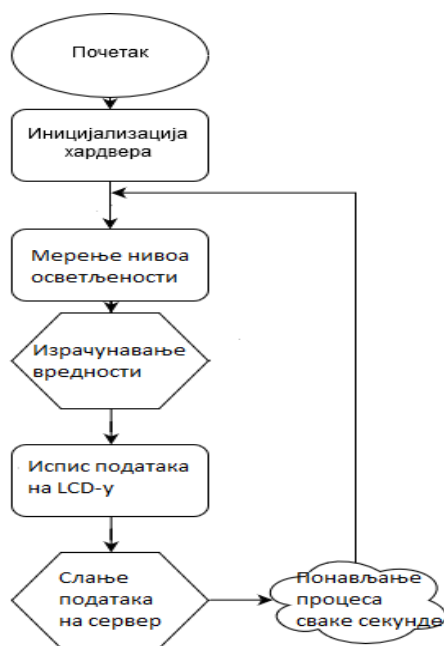 Почетак
Иницијализација
хардвера
Мерење нивоа
осветљености
Израчунавање
вредности
Испис података
на LCD-у
Слање
података
на сервер
Понављање
процеса
сваке секунде